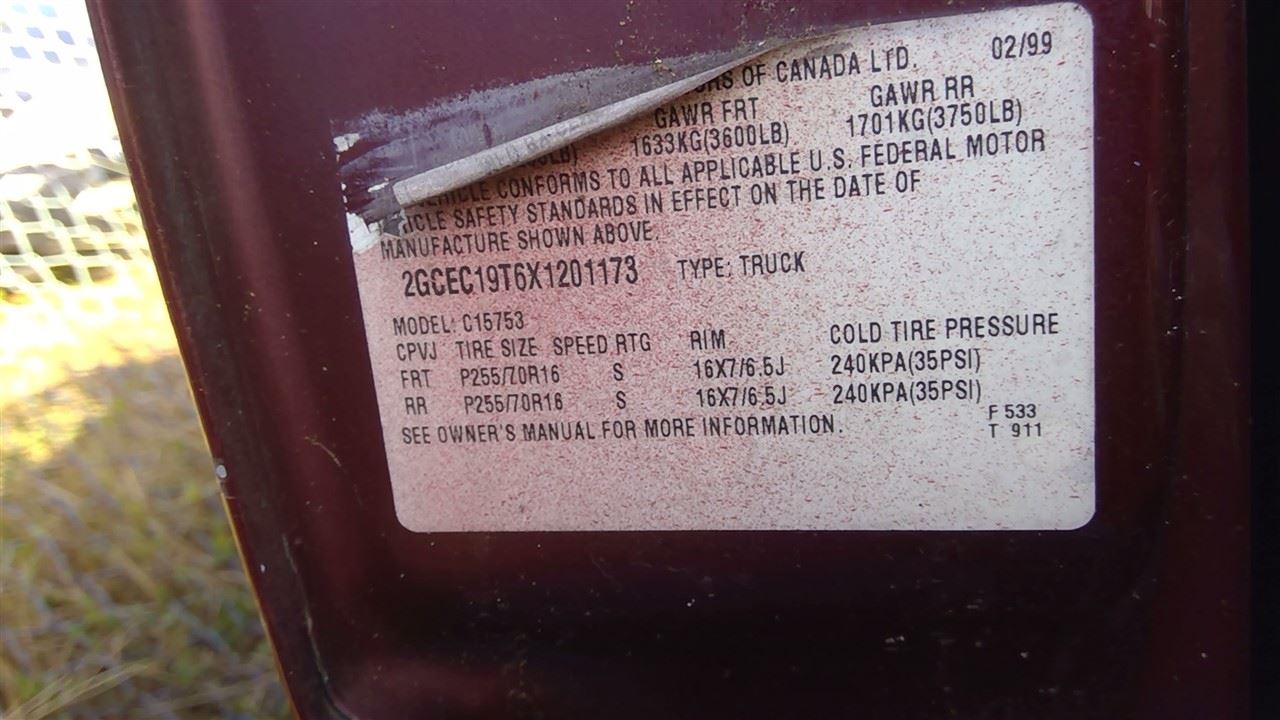 OF CANADA LTD. 02/99
GAWR FRT GAWR RR
1633KG(3600LB) 1701KG(3750LB)
CONFORMS TO ALL APPLICABLE U.S. FEDERAL MOTOR
SAFETY STANDARDS IN EFFECT ON THE DATE OF
MANUFACTURE SHOWN ABOVE.
2GCEC19T6X1201173 TYPE: TRUCK
MODEL: C15753
CPVJ TIRE SIZE SPEED RTG RIM COLD TIRE PRESSURE
FRT P255/70R16 S 16X7/6.5J 240KPA(35PSI)
RR P255/70R16 S 16X7/6.5J 240KPA(35PSI)
SEE OWNER'S MANUAL FOR MORE INFORMATION.
F 533
T 911